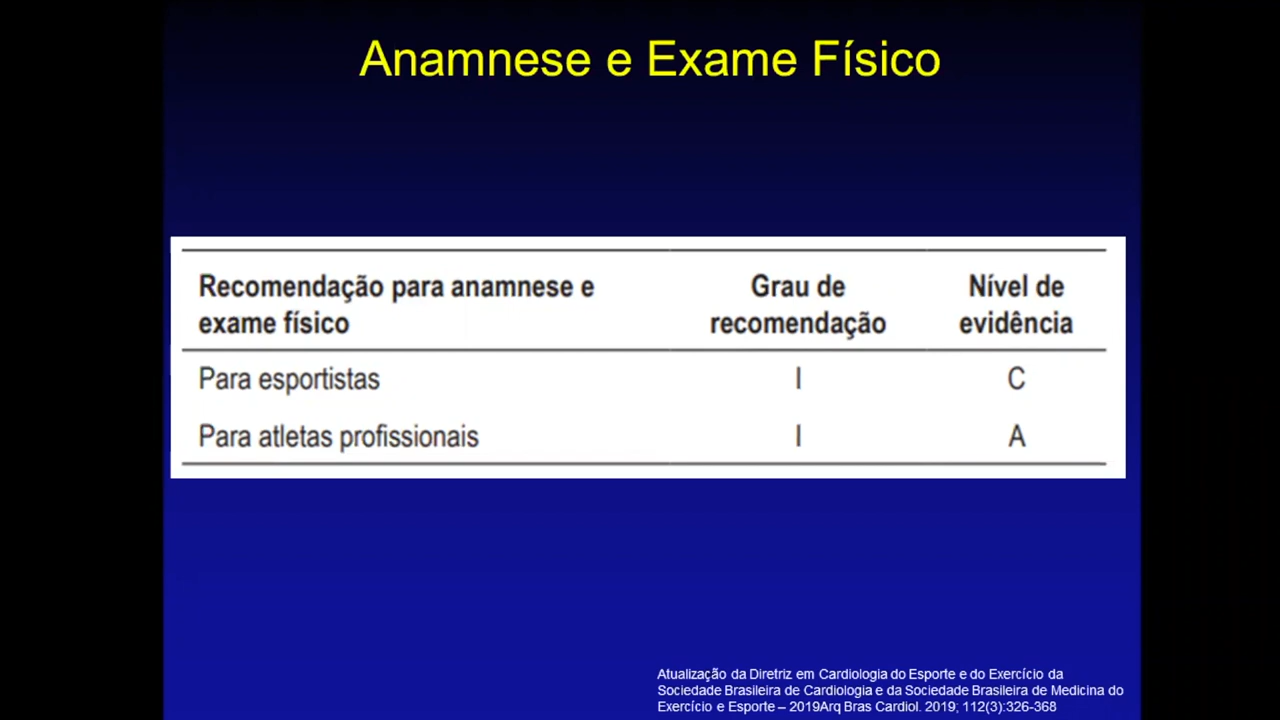 Anamnese e Exame Físico
Recomendação para anamnese e exame físico Grau de recomendação Nível de evidência
Para esportistas I C
Para atletas profissionais I A
Atualização da Diretriz em Cardiologia do Esporte e do Exercício da
Sociedade Brasileira de Cardiologia e da Sociedade Brasileira de Medicina do
Exercício e Esporte – 2019Arq Bras Cardiol. 2019; 112(3):326-368